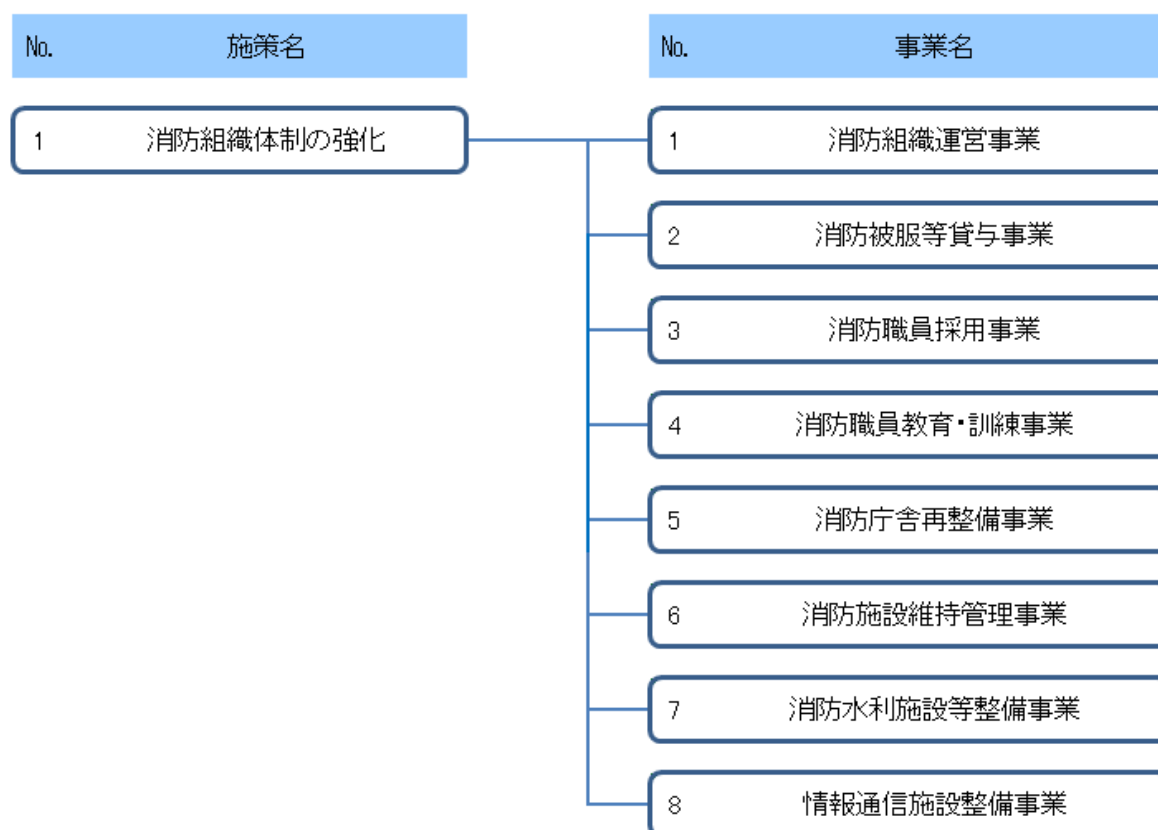 No. 施策名 No. 事業名
1 消防組織体制の強化 1 消防組織運営事業
2 消防被服等貸与事業
3 消防職員採用事業
4 消防職員教育・訓練事業
5 消防庁舎再整備事業
6 消防施設維持管理事業
7 消防水利施設等整備事業
8 情報通信施設整備事業